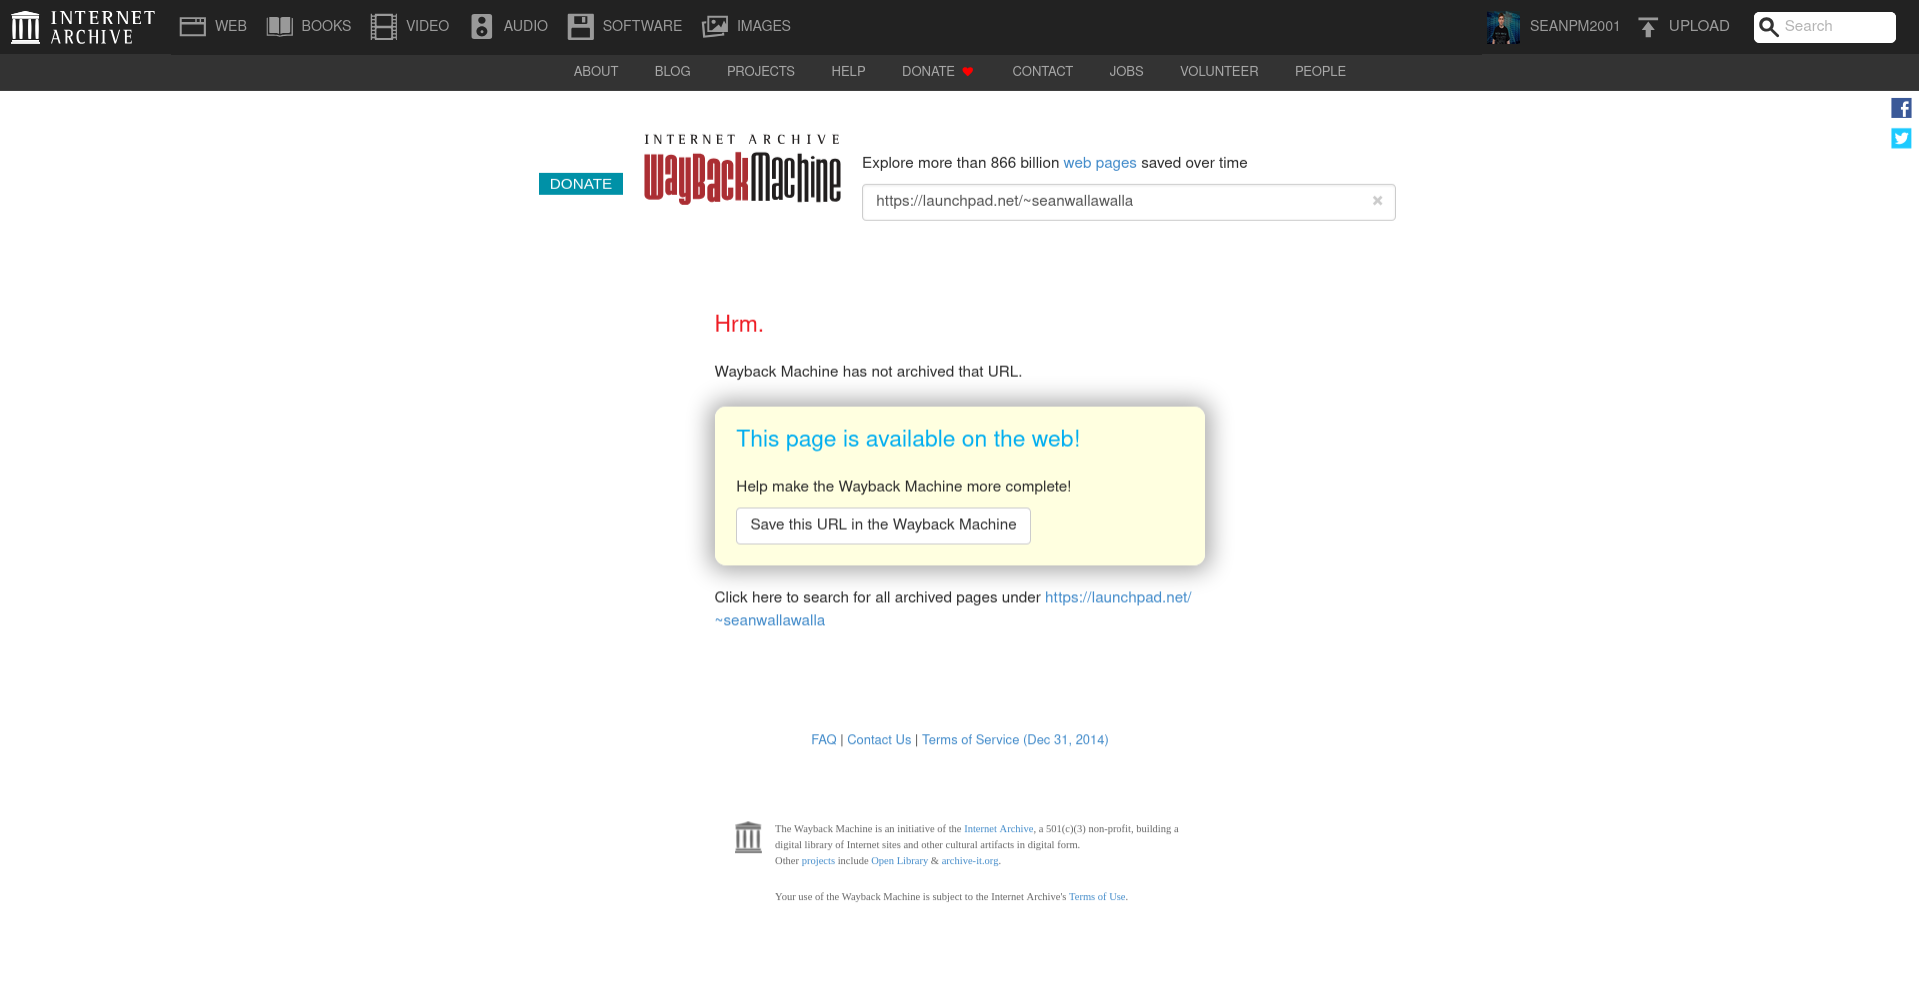 INTERNET ARCHIVE
WEB BOOKS VIDEO AUDIO SOFTWARE IMAGES SEANPM2001 UPLOAD Search
ABOUT BLOG PROJECTS HELP DONATE CONTACT JOBS VOLUNTEER PEOPLE
DONATE
INTERNET ARCHIVE
WayBackMachine
Explore more than 866 billion web pages saved over time
https://launchpad.net/~seanwallawalla
Hrm.
Wayback Machine has not archived that URL.
This page is available on the web!
Help make the Wayback Machine more complete!
Save this URL in the Wayback Machine
Click here to search for all archived pages under https://launchpad.net/
~seanwallawalla
FAQ | Contact Us | Terms of Service (Dec 31, 2014)
The Wayback Machine is an initiative of the Internet Archive, a 501(c)(3) non-profit, building a
digital library of Internet sites and other cultural artifacts in digital form.
Other projects include Open Library & archive-it.org.
Your use of the Wayback Machine is subject to the Internet Archive's Terms of Use.